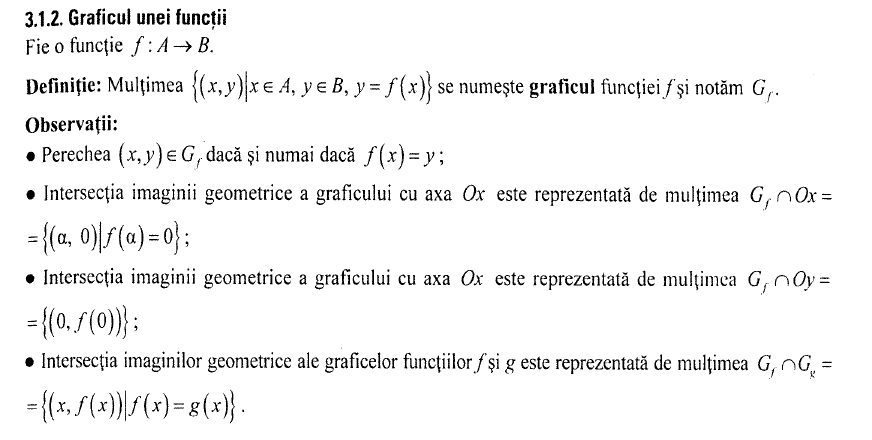 3.1.2. Graficul unei funcții
Fie o funcție f : A → B.
Definiție: Mulțimea {(x, y)|x ∈ A, y ∈ B, y = f(x)} se numește graficul funcției f și notăm G_f.
Observații:
● Perechea (x, y) ∈ G_f dacă și numai dacă f(x) = y ;
● Intersecția imaginii geometrice a graficului cu axa Ox este reprezentată de mulțimea G_f ∩ Ox =
= {(α, 0)|f(α) = 0} ;
● Intersecția imaginii geometrice a graficului cu axa Ox este reprezentată de mulțimea G_f ∩ Oy =
= {(0, f(0))} ;
● Intersecția imaginilor geometrice ale graficelor funcțiilor f și g este reprezentată de mulțimea G_f ∩ G_g =
= {(x, f(x))|f(x) = g(x)} .